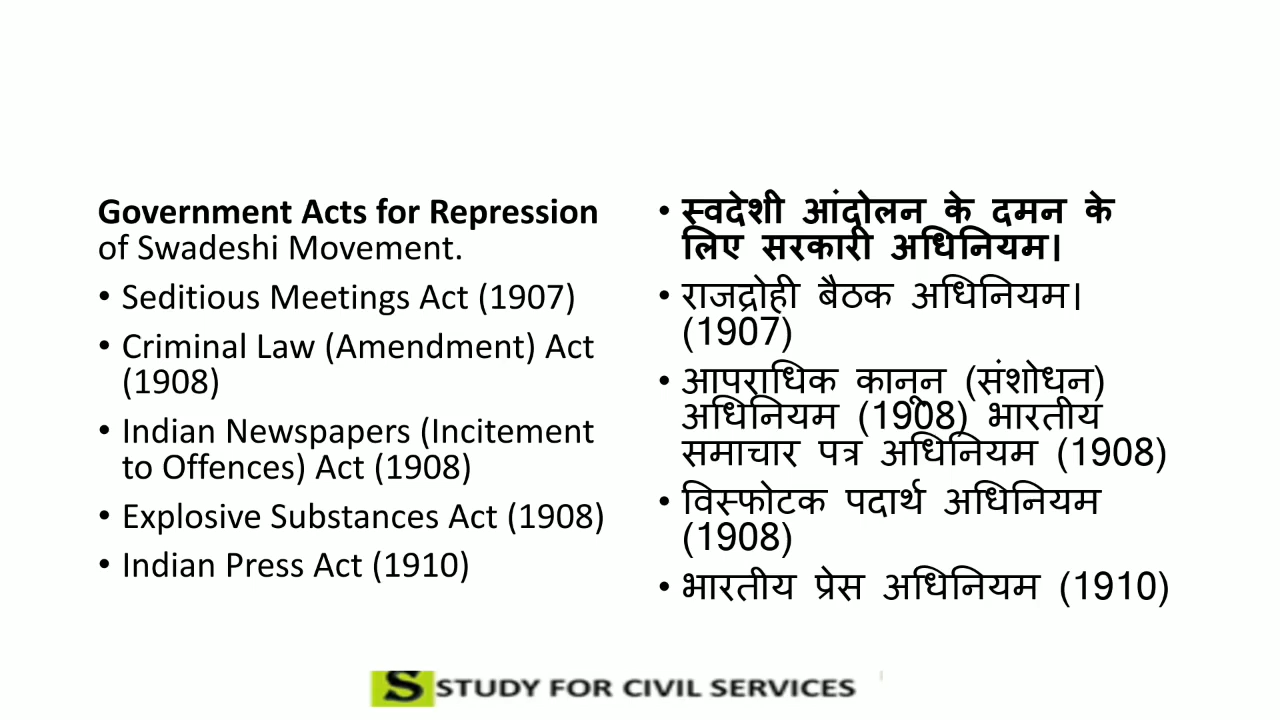 Government Acts for Repression
of Swadeshi Movement.
• Seditious Meetings Act (1907)
• Criminal Law (Amendment) Act
(1908)
• Indian Newspapers (Incitement
to Offences) Act (1908)
• Explosive Substances Act (1908)
• Indian Press Act (1910)
• स्वदेशी आंदोलन के दमन के
लिए सरकारी अधिनियम।
• राजद्रोही बैठक अधिनियम।
(1907)
• आपराधिक कानून (संशोधन)
अधिनियम (1908) भारतीय
समाचार पत्र अधिनियम (1908)
• विस्फोटक पदार्थ अधिनियम
(1908)
• भारतीय प्रेस अधिनियम (1910)
S STUDY FOR CIVIL SERVICES